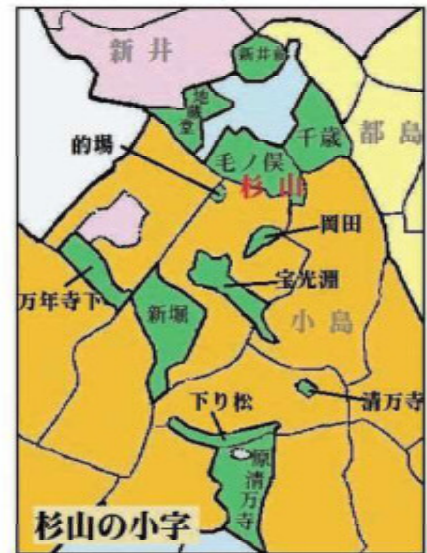 新井
新井前
地蔵堂
的場
千歳
都島
毛ノ俣
杉山
岡田
万年寺下
宝光淵
新堀
小島
下り松
清万寺
原清万寺
杉山の小字